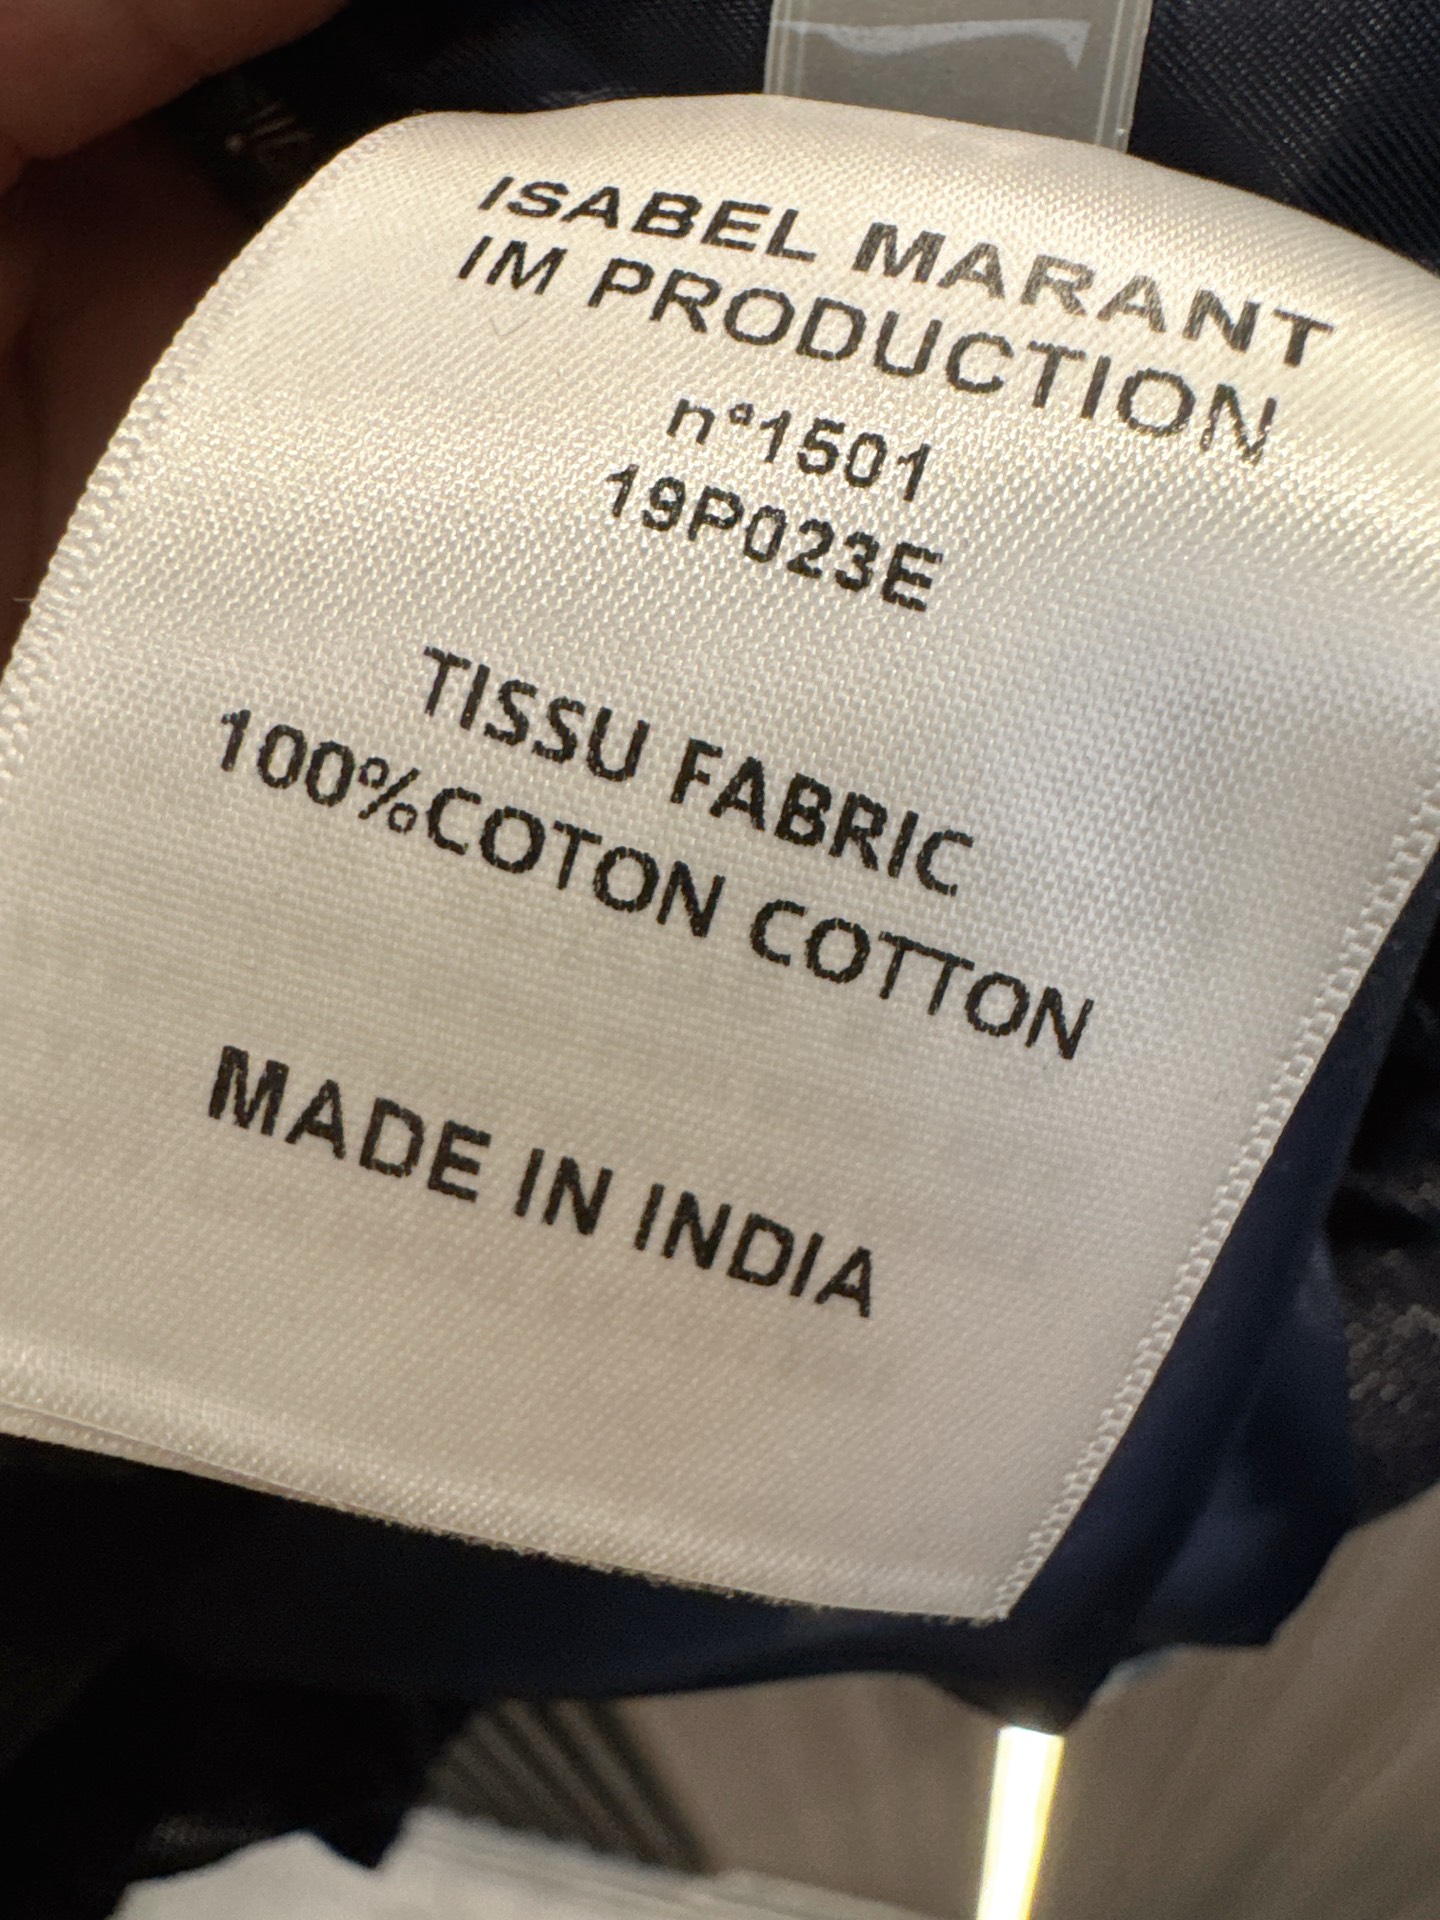 ISABEL MARANT
IM PRODUCTION
n°1501
19P023E
TISSU FABRIC
100%COTON COTTON
MADE IN INDIA